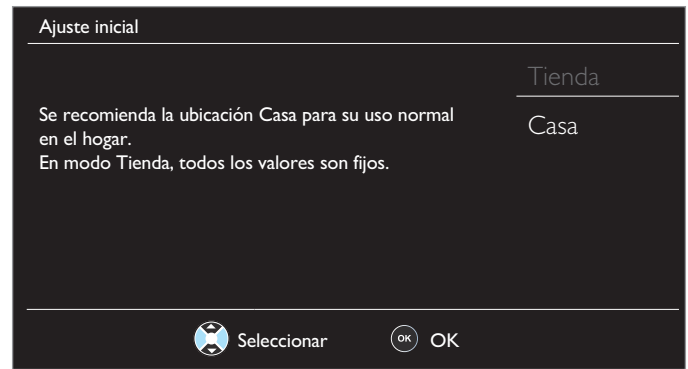 Ajuste inicial
Tienda
Se recomienda la ubicación Casa para su uso normal
en el hogar.
En modo Tienda, todos los valores son fijos.
Casa
Seleccionar
OK OK